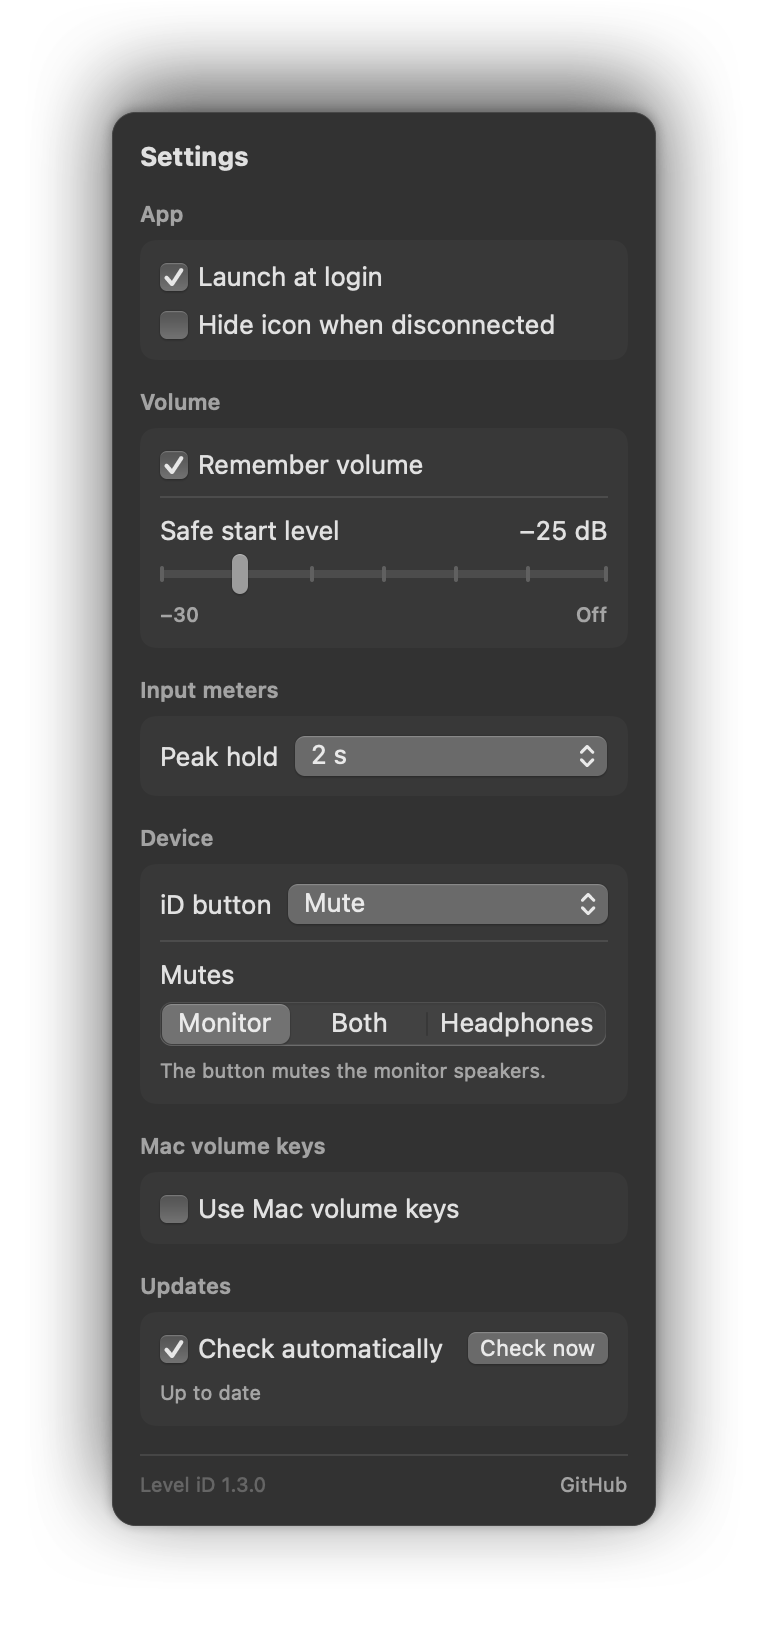 Settings
App
Launch at login
Hide icon when disconnected
Volume
Remember volume
Safe start level −25 dB
−30 Off
Input meters
Peak hold 2 s
Device
iD button Mute
Mutes
Monitor Both Headphones
The button mutes the monitor speakers.
Mac volume keys
Use Mac volume keys
Updates
Check automatically Check now
Up to date
Level iD 1.3.0 GitHub